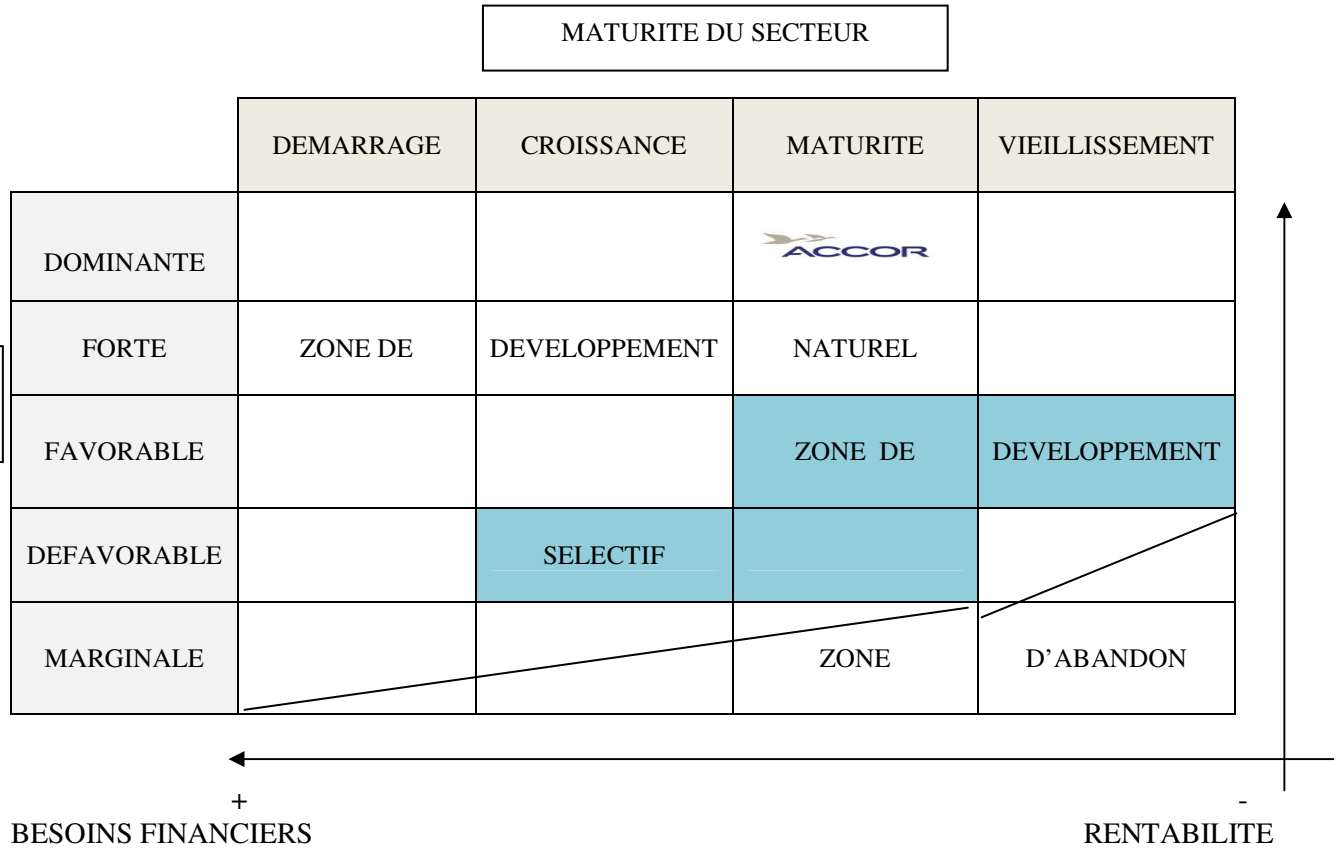 MATURITE DU SECTEUR
DEMARRAGE CROISSANCE MATURITE VIEILLISSEMENT
DOMINANTE ACCOR
FORTE ZONE DE DEVELOPPEMENT NATUREL
FAVORABLE ZONE DE DEVELOPPEMENT
DEFAVORABLE SELECTIF
MARGINALE ZONE D’ABANDON
+ -
BESOINS FINANCIERS RENTABILITE